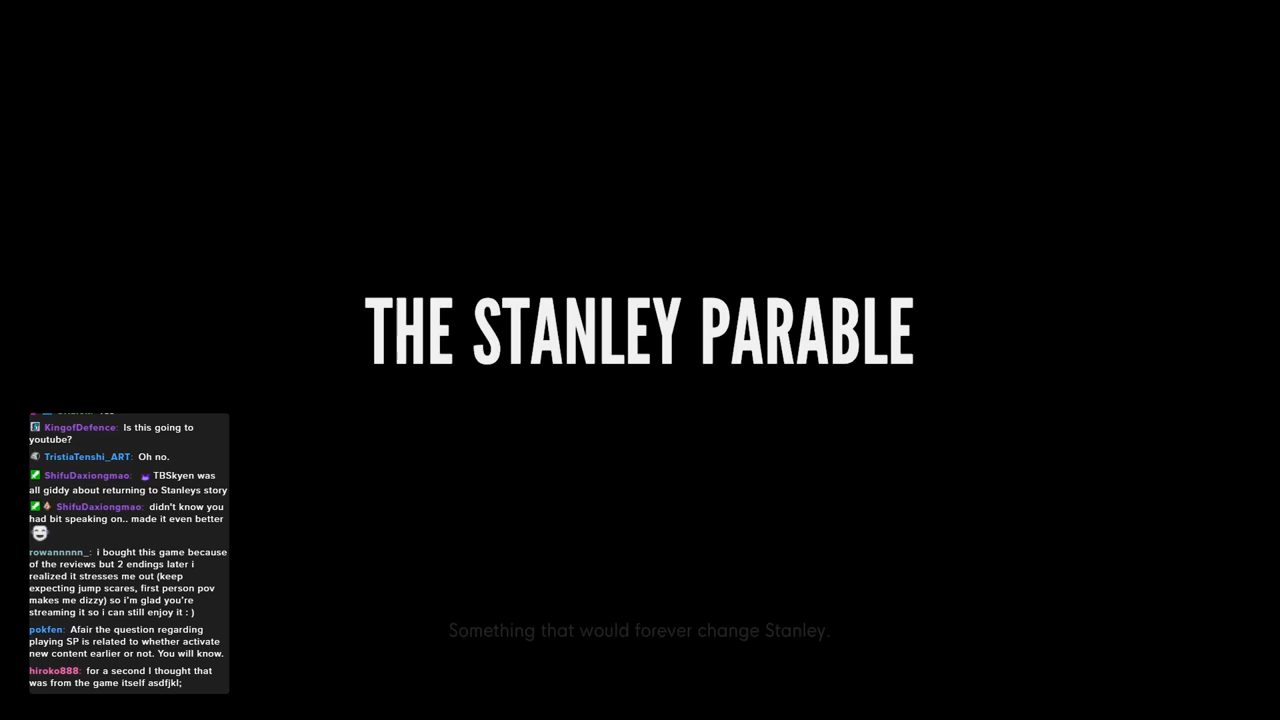 THE STANLEY PARABLE
KingofDefence: Is this going to
youtube?
TristiaTenshi_ART: Oh no.
ShifuDaxiongmao: TBSkyen was
all giddy about returning to Stanleys story
ShifuDaxiongmao: didn't know you
had bit speaking on.. made it even better
rowannnnn_: i bought this game because
of the reviews but 2 endings later i
realized it stresses me out (keep
expecting jump scares, first person pov
makes me dizzy) so i'm glad you're
streaming it so i can still enjoy it : )
pokfen: Afair the question regarding
playing SP is related to whether activate
new content earlier or not. You will know.
hiroko888: for a second I thought that
was from the game itself asdfjkl;
Something that would forever change Stanley.